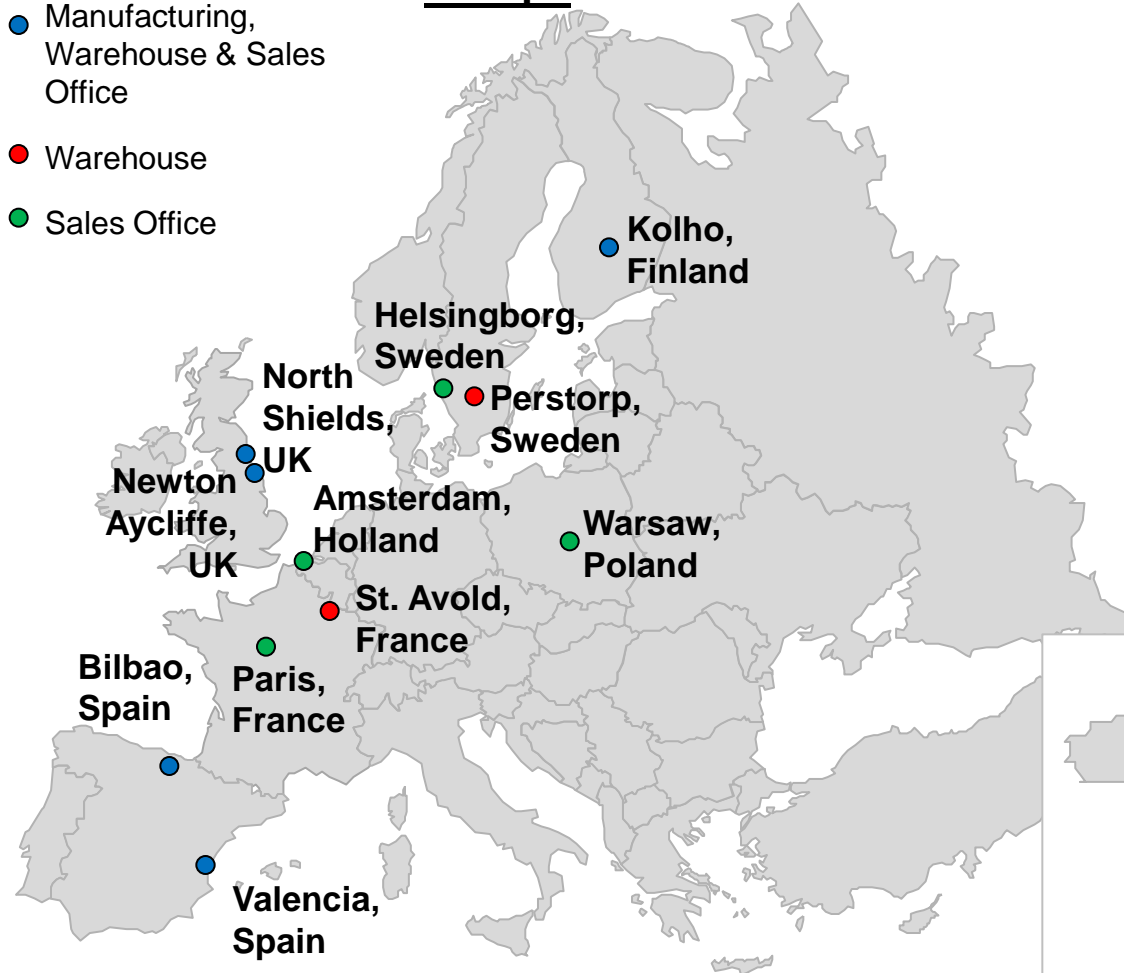 Manufacturing,
Warehouse & Sales
Office
Warehouse
Sales Office
Kolho,
Finland
Helsingborg,
Sweden
North
Shields,
UK
Perstorp,
Sweden
Newton
Aycliffe,
UK
Amsterdam,
Holland
Warsaw,
Poland
St. Avold,
France
Bilbao,
Spain
Paris,
France
Valencia,
Spain